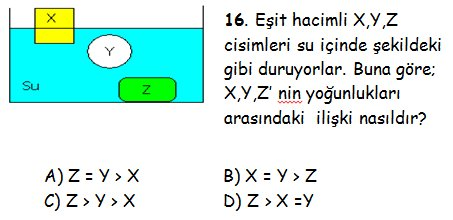 X
Y
Su
Z
16. Eşit hacimli X,Y,Z
cisimleri su içinde şekildeki
gibi duruyorlar. Buna göre;
X,Y,Z' nin yoğunlukları
arasındaki ilişki nasıldır?
A) Z = Y > X
B) X = Y > Z
C) Z > Y > X
D) Z > X =Y